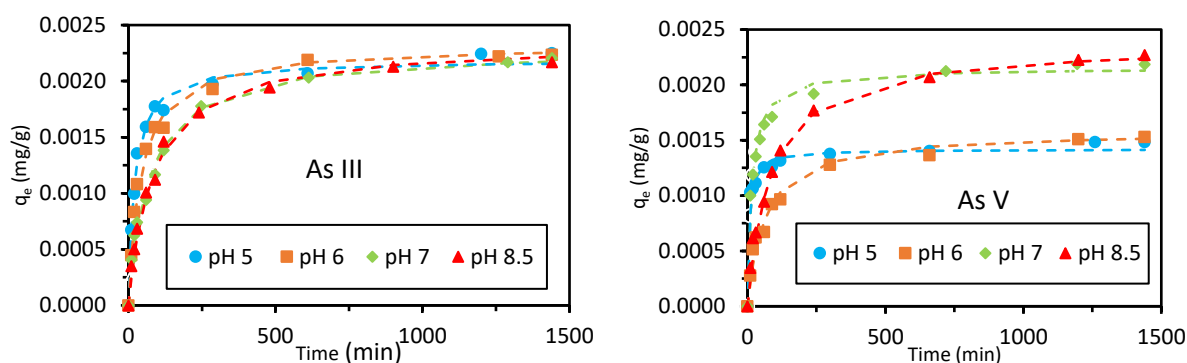 0.0025
0.0020
0.0015
0.0010
0.0005
0.0000
qe (mg/g)
As III
pH 5 pH 6 pH 7 pH 8.5
0 500 1000 1500
Time (min)
0.0025
0.0020
0.0015
0.0010
0.0005
0.0000
qe (mg/g)
As V
pH 5 pH 6 pH 7 pH 8.5
0 500 1000 1500
Time (min)